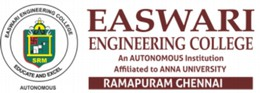 EASWARI ENGINEERING COLLEGE
SRM
EDUCATE AND EXCEL
AUTONOMOUS
EASWARI
ENGINEERING COLLEGE
An AUTONOMOUS Institution
Affiliated to ANNA UNIVERSITY
RAMAPURAM CHENNAI